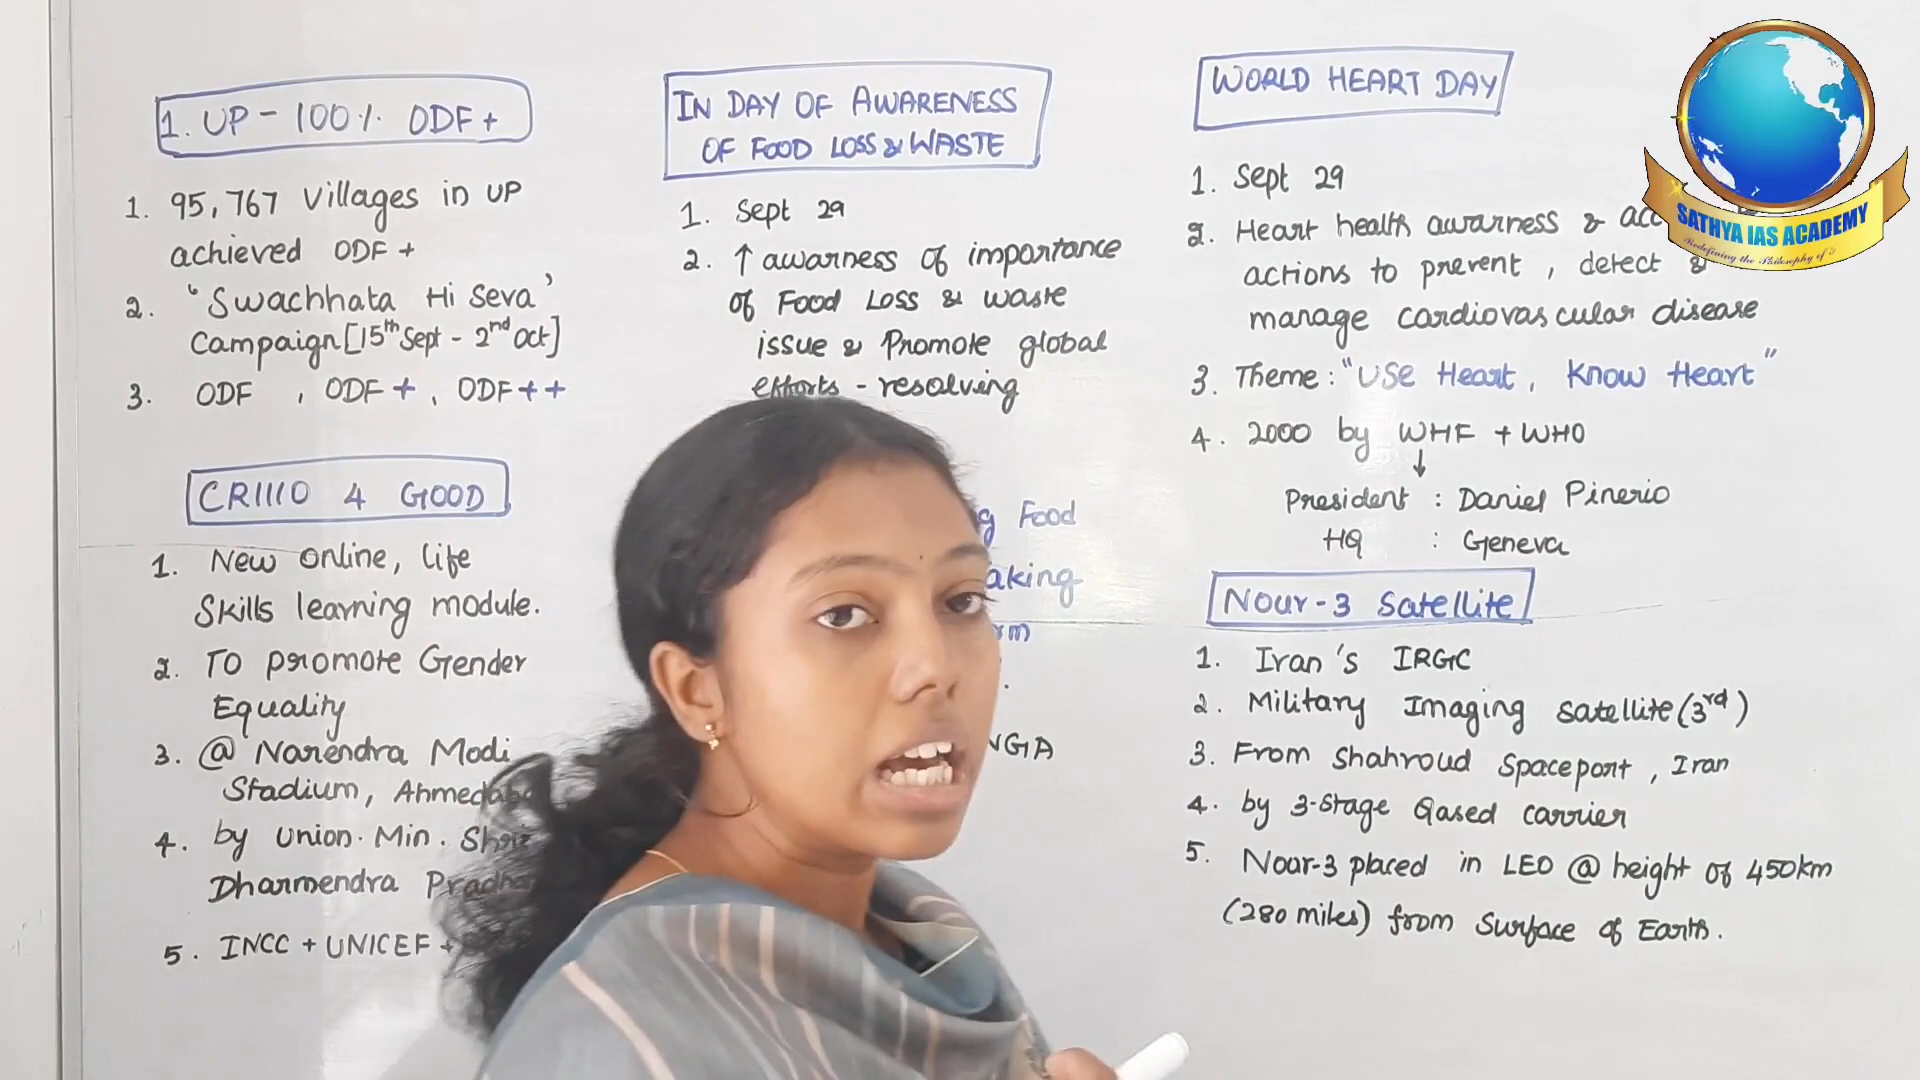 1. UP - 100% ODF+
1. 95,767 Villages in UP
achieved ODF+
2. 'Swachhata Hi Seva'
Campaign [15th Sept - 2nd Oct]
3. ODF , ODF + , ODF++
CRIIIO 4 GOOD
1. New Online, Life
Skills learning module.
2. To Promote Gender
Equality
3. @ Narendra Modi
Stadium, Ahmedaba
4. by Union. Min. Shri
Dharmendra Pradha
5. INCC + UNICEF +
IN DAY OF AWARENESS
OF FOOD LOSS & WASTE
1. Sept 29
2. ↑ awarness of importance
of Food Loss & waste
issue & Promote global
efforts - resolving
g Food
aking
NGA
WORLD HEART DAY
1. Sept 29
2. Heart health awarness &
actions to prevent , detect &
manage cardiovascular disease
3. Theme : "Use Heart, Know Heart"
4. 2000 by WHF + WHO
↓
President : Daniel Pinerio
HQ : Geneva
Nour-3 Satellite
1. Iran's IRGC
2. Military Imaging Satellite (3rd)
3. From Shahroud Spaceport, Iran
4. by 3-Stage Qased carrier
5. Nour-3 placed in LEO @ height of 450km
(280 miles) from Surface of Earth.
SATHYA IAS ACADEMY
Redefining the Philosophy of